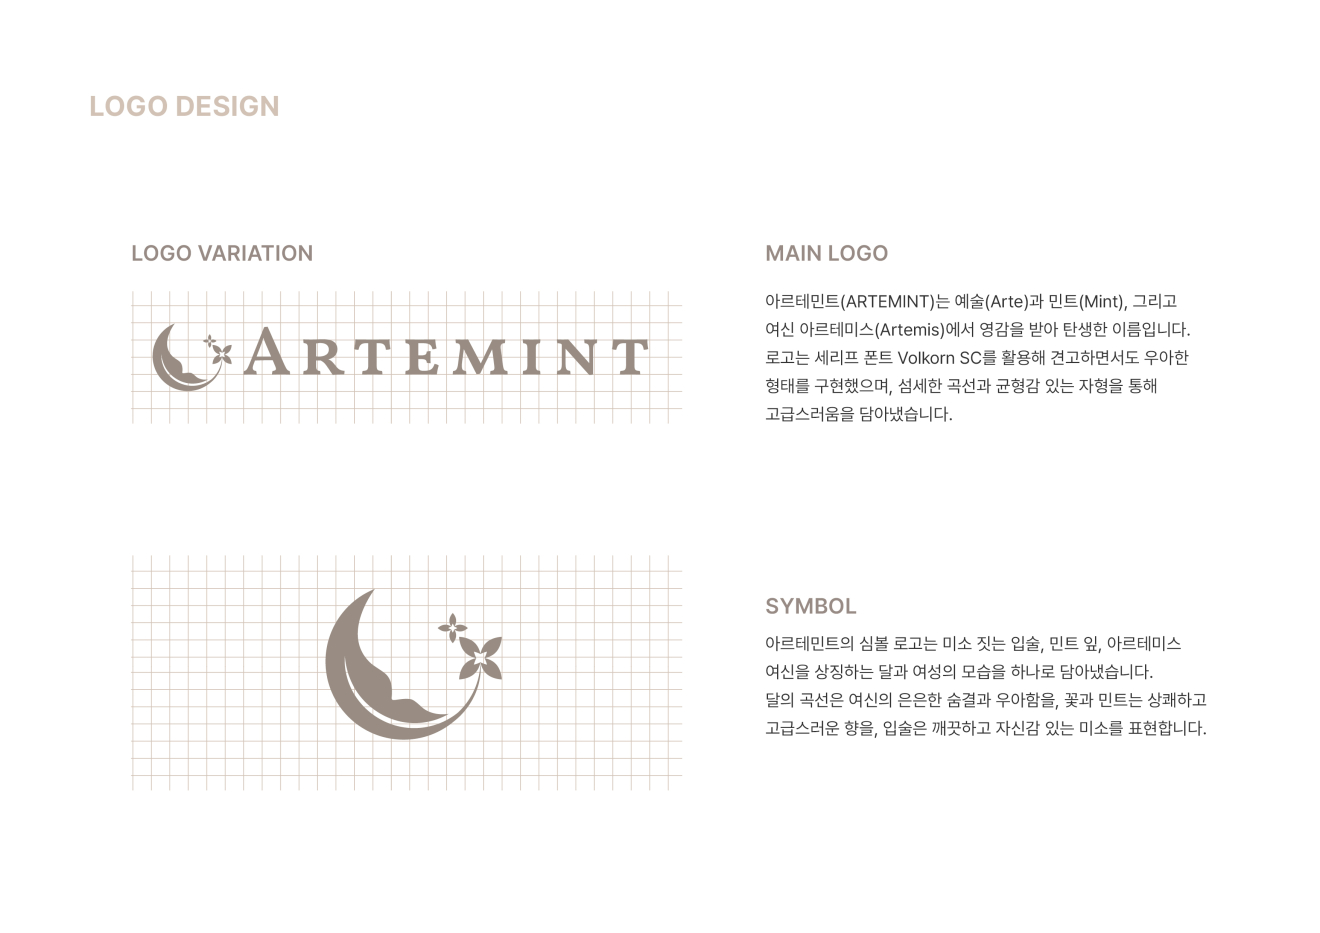 LOGO DESIGN
LOGO VARIATION
ARTEMINT
MAIN LOGO
아르테민트(ARTEMINT)는 예술(Arte)과 민트(Mint), 그리고
여신 아르테미스(Artemis)에서 영감을 받아 탄생한 이름입니다.
로고는 세리프 폰트 Volkorn SC를 활용해 견고하면서도 우아한
형태를 구현했으며, 섬세한 곡선과 균형감 있는 자형을 통해
고급스러움을 담아냈습니다.
SYMBOL
아르테민트의 심볼 로고는 미소 짓는 입술, 민트 잎, 아르테미스
여신을 상징하는 달과 여성의 모습을 하나로 담아냈습니다.
달의 곡선은 여신의 은은한 숨결과 우아함을, 꽃과 민트는 상쾌하고
고급스러운 향을, 입술은 깨끗하고 자신감 있는 미소를 표현합니다.